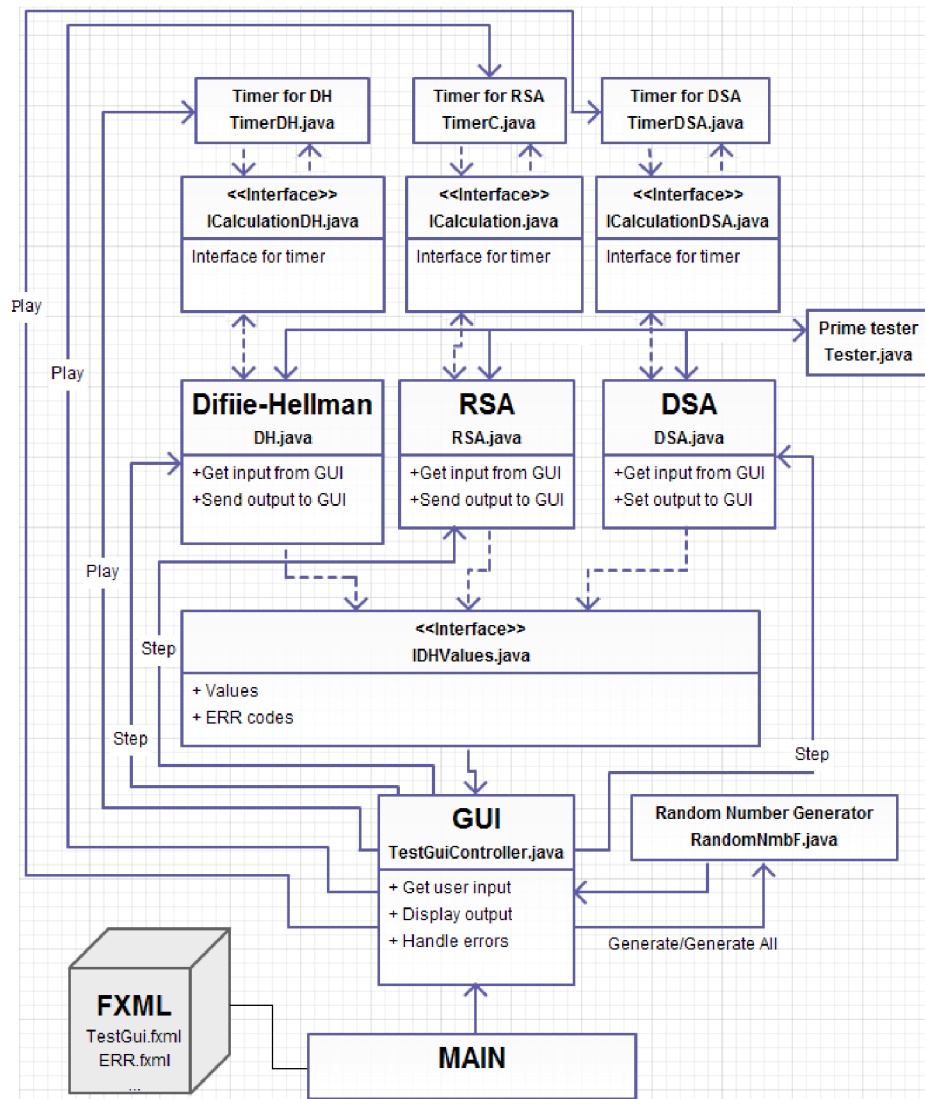 Timer for DH
TimerDH.java
Timer for RSA
TimerC.java
Timer for DSA
TimerDSA.java
<<Interface>>
ICalculationDH.java
Interface for timer
<<Interface>>
ICalculation.java
Interface for timer
<<Interface>>
ICalculationDSA.java
Interface for timer
Play
Prime tester
Tester.java
Play
Difiie-Hellman
DH.java
+Get input from GUI
+Send output to GUI
RSA
RSA.java
+Get input from GUI
+Send output to GUI
DSA
DSA.java
+Get input from GUI
+Set output to GUI
Play
<<Interface>>
IDHValues.java
+ Values
+ ERR codes
Step
Step
Step
GUI
TestGuiController.java
+ Get user input
+ Display output
+ Handle errors
Random Number Generator
RandomNmbF.java
Generate/Generate All
FXML
TestGui.fxml
ERR.fxml
...
MAIN